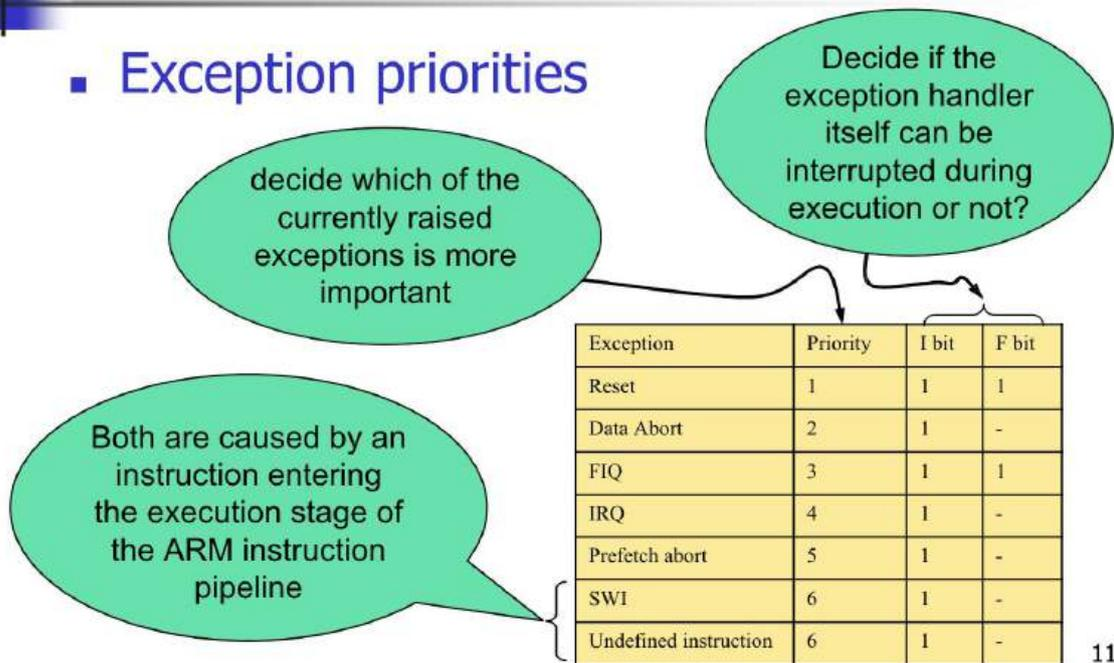 ▪ Exception priorities
Decide if the
exception handler
itself can be
interrupted during
execution or not?
decide which of the
currently raised
exceptions is more
important
Both are caused by an
instruction entering
the execution stage of
the ARM instruction
pipeline
Exception Priority I bit F bit
Reset 1 1 1
Data Abort 2 1 -
FIQ 3 1 1
IRQ 4 1 -
Prefetch abort 5 1 -
SWI 6 1 -
Undefined instruction 6 1 -
11